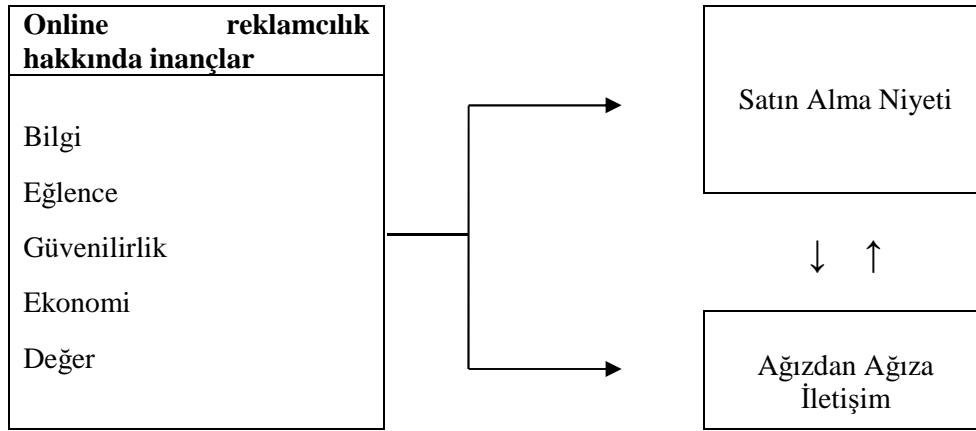 Online reklamcılık
hakkında inançlar
Bilgi
Eğlence
Güvenilirlik
Ekonomi
Değer
Satın Alma Niyeti
↓ ↑
Ağızdan Ağıza
İletişim